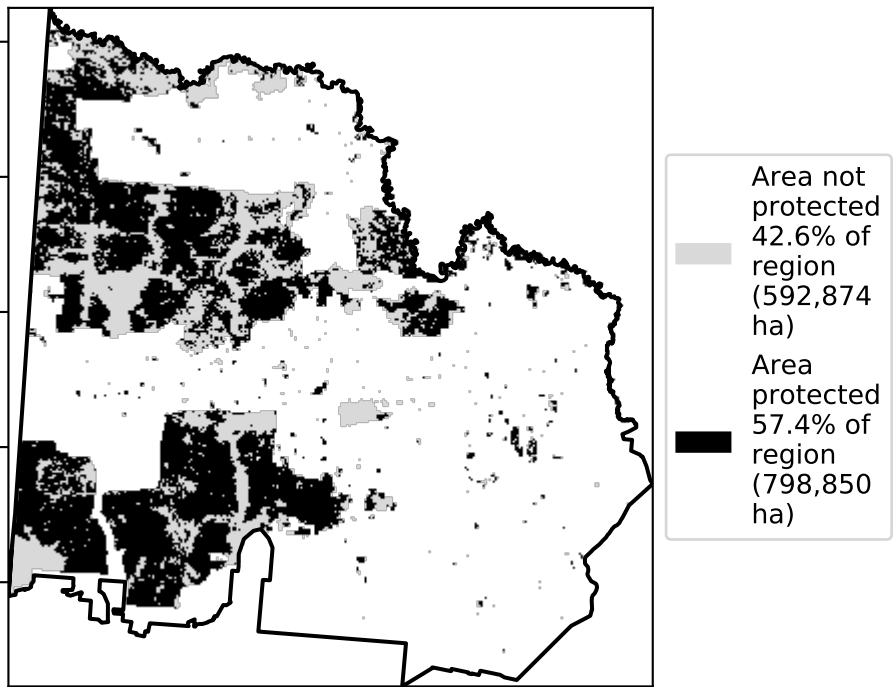 Area not
protected
42.6% of
region
(592,874
ha)
Area
protected
57.4% of
region
(798,850
ha)